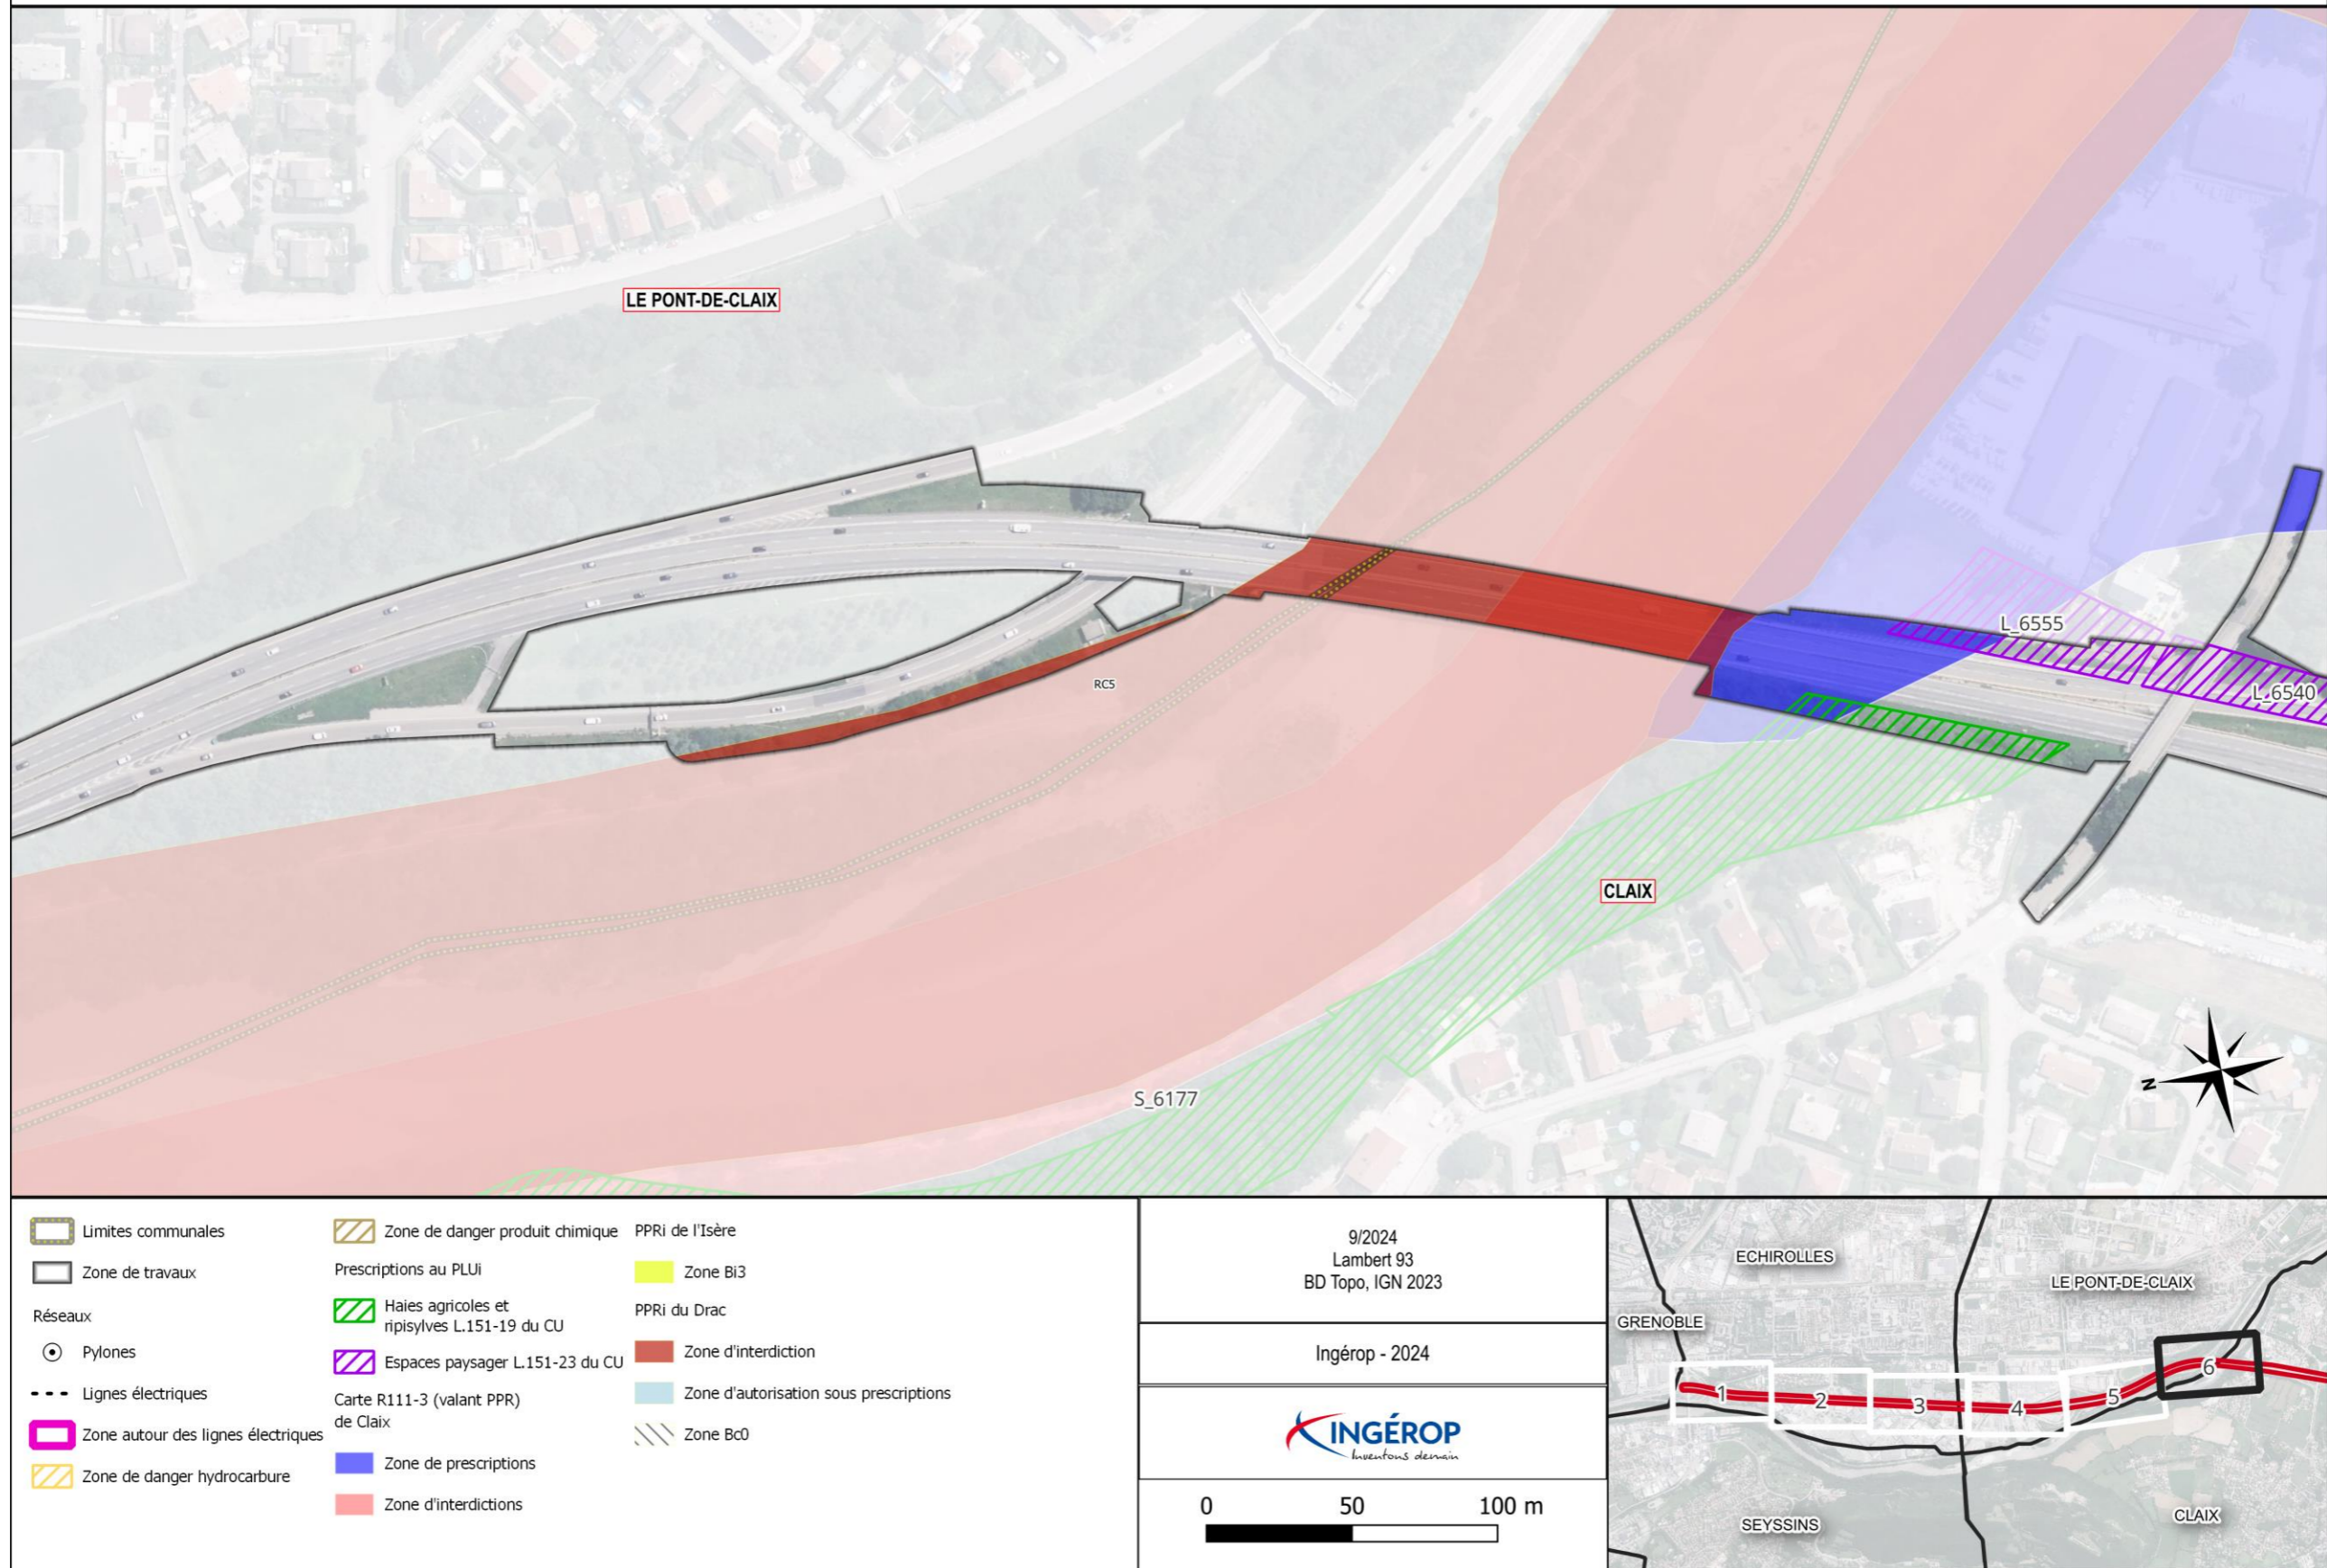 LE PONT-DE-CLAIX
L_6555
L_6540
RC5
CLAIX
S_6177
N
Limites communales
Zone de travaux
Réseaux
Pylones
Lignes électriques
Zone autour des lignes électriques
Zone de danger hydrocarbure
Zone de danger produit chimique
Prescriptions au PLUi
Haies agricoles et
ripisylves L.151-19 du CU
Espaces paysager L.151-23 du CU
Carte R111-3 (valant PPR)
de Claix
Zone de prescriptions
Zone d'interdictions
PPRi de l'Isère
Zone Bi3
PPRi du Drac
Zone d'interdiction
Zone d'autorisation sous prescriptions
Zone Bc0
9/2024
Lambert 93
BD Topo, IGN 2023
Ingérop - 2024
INGÉROP
Inventons demain
0 50 100 m
ECHIROLLES
LE PONT-DE-CLAIX
GRENOBLE
1 2 3 4 5 6
SEYSSINS
CLAIX